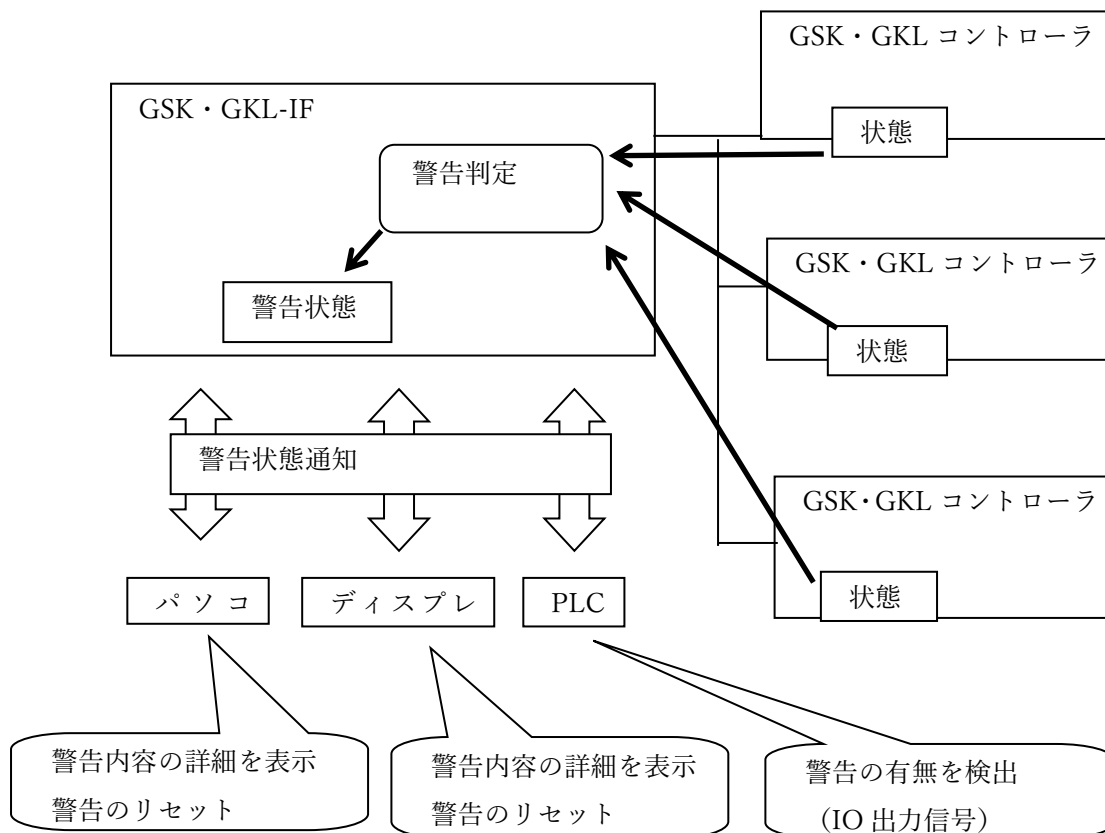 GSK・GKL コントローラ
状態
GSK・GKL-IF
警告判定
警告状態
GSK・GKL コントローラ
状態
警告状態通知
GSK・GKL コントローラ
状態
パソコ
ディスプレ
PLC
警告内容の詳細を表示
警告のリセット
警告内容の詳細を表示
警告のリセット
警告の有無を検出
（IO 出力信号）